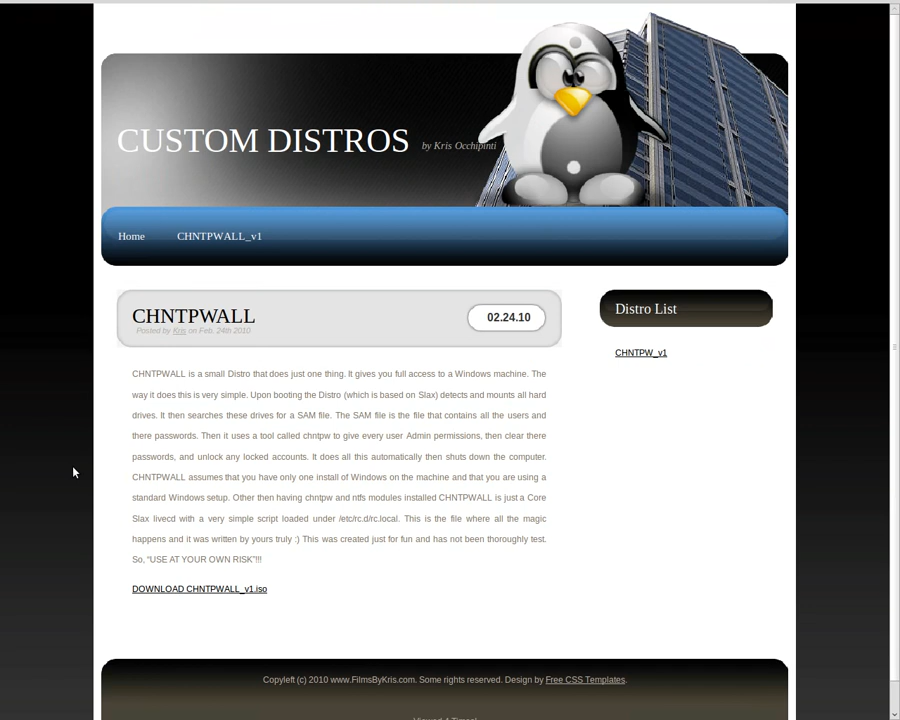 CUSTOM DISTROS by Kris Occhipinti
Home CHNTPWALL_v1
CHNTPWALL
02.24.10
Posted by Kris on Feb. 24th 2010
Distro List
CHNTPW_v1
CHNTPWALL is a small Distro that does just one thing. It gives you full access to a Windows machine. The
way it does this is very simple. Upon booting the Distro (which is based on Slax) detects and mounts all hard
drives. It then searches these drives for a SAM file. The SAM file is the file that contains all the users and
there passwords. Then it uses a tool called chntpw to give every user Admin permissions, then clear there
passwords, and unlock any locked accounts. It does all this automatically then shuts down the computer.
CHNTPWALL assumes that you have only one install of Windows on the machine and that you are using a
standard Windows setup. Other then having chntpw and ntfs modules installed CHNTPWALL is just a Core
Slax livecd with a very simple script loaded under /etc/rc.d/rc.local. This is the file where all the magic
happens and it was written by yours truly :) This was created just for fun and has not been thoroughly test.
So, “USE AT YOUR OWN RISK”!!!
DOWNLOAD CHNTPWALL_v1.iso
Copyleft (c) 2010 www.FilmsByKris.com. Some rights reserved. Design by Free CSS Templates.